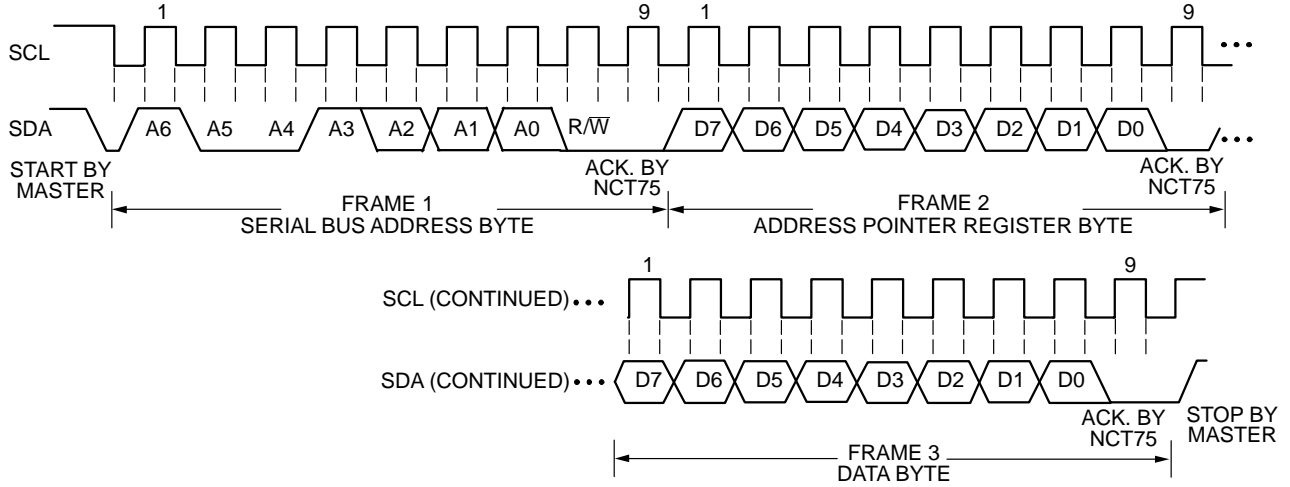 1 9 1 9
SCL
SDA A6 A5 A4 A3 A2 A1 A0 R/W̅ D7 D6 D5 D4 D3 D2 D1 D0
START BY MASTER
ACK. BY NCT75
ACK. BY NCT75
FRAME 1
SERIAL BUS ADDRESS BYTE
FRAME 2
ADDRESS POINTER REGISTER BYTE
1 9
SCL (CONTINUED)
SDA (CONTINUED) D7 D6 D5 D4 D3 D2 D1 D0
ACK. BY NCT75
STOP BY MASTER
FRAME 3
DATA BYTE